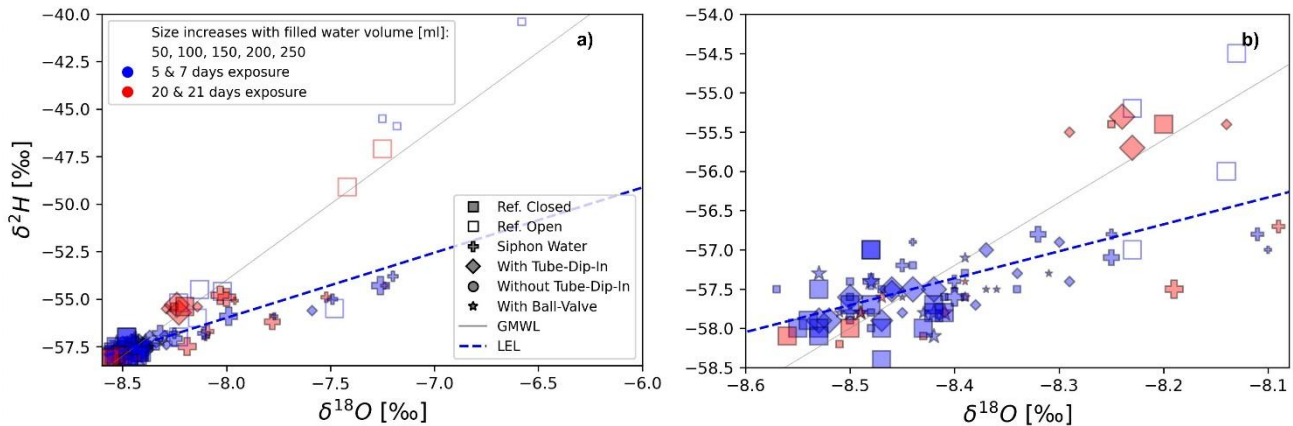 a)
Size increases with filled water volume [ml]:
50, 100, 150, 200, 250
5 & 7 days exposure
20 & 21 days exposure
Ref. Closed
Ref. Open
Siphon Water
With Tube-Dip-In
Without Tube-Dip-In
With Ball-Valve
GMWL
LEL
−40.0
−42.5
−45.0
−47.5
−50.0
−52.5
−55.0
−57.5
δ²H [‰]
−8.5 −8.0 −7.5 −7.0 −6.5 −6.0
δ¹⁸O [‰]
b)
−54.0
−54.5
−55.0
−55.5
−56.0
−56.5
−57.0
−57.5
−58.0
−58.5
−8.6 −8.5 −8.4 −8.3 −8.2 −8.1
δ¹⁸O [‰]